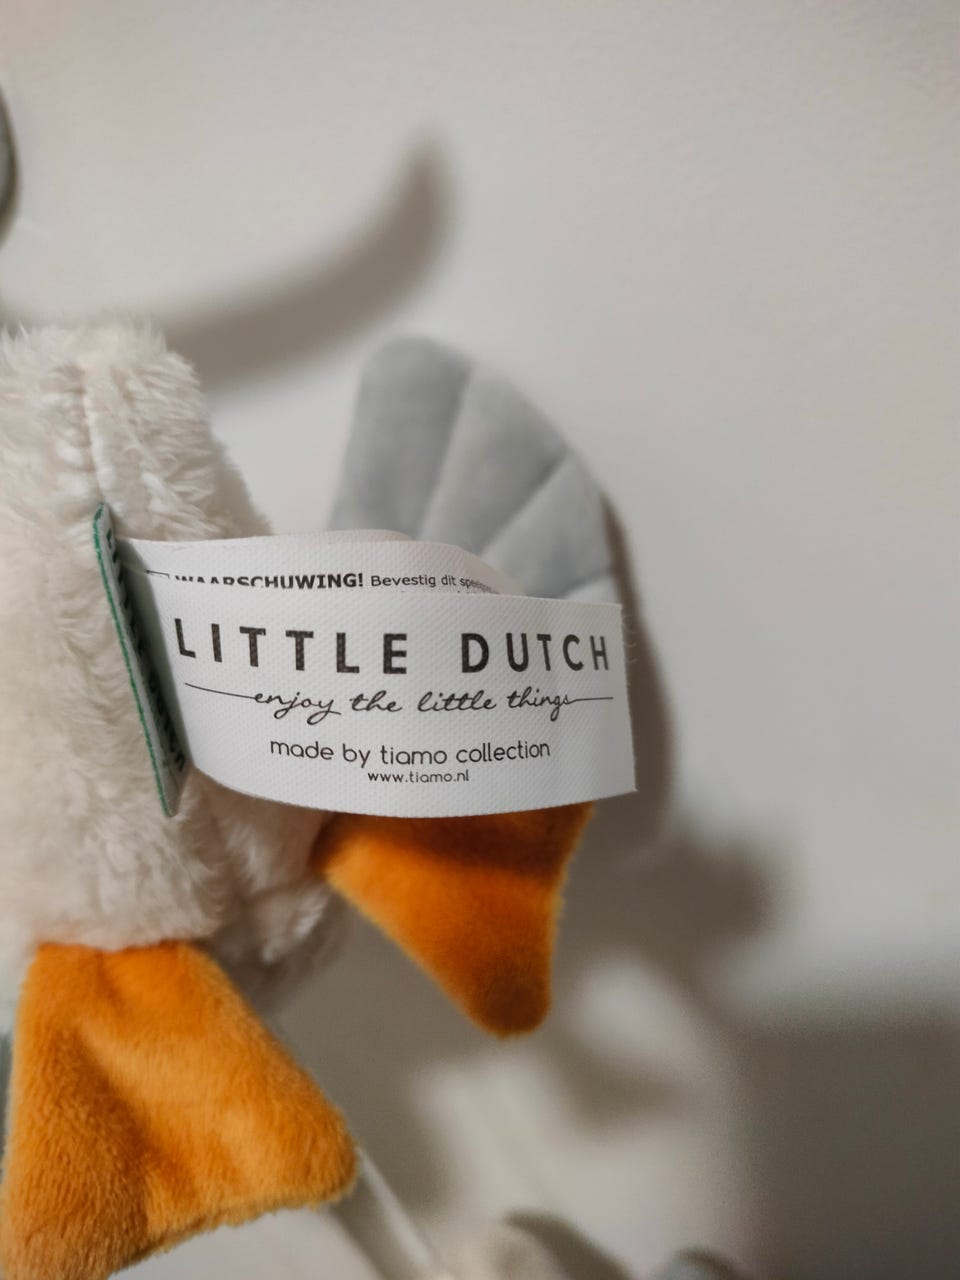 WAARSCHUWING! Bevestig dit
LITTLE DUTCH
enjoy the little things
made by tiamo collection
www.tiamo.nl